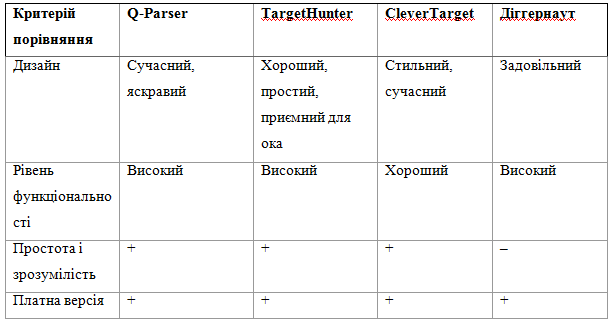 Критерій порівняння Q-Parser TargetHunter CleverTarget Діггернаут
Дизайн Сучасний, яскравий Хороший, простий, приємний для ока Стильний, сучасний Задовільний
Рівень функціональності Високий Високий Хороший Високий
Простота і зрозумілість + + + –
Платна версія + + + +